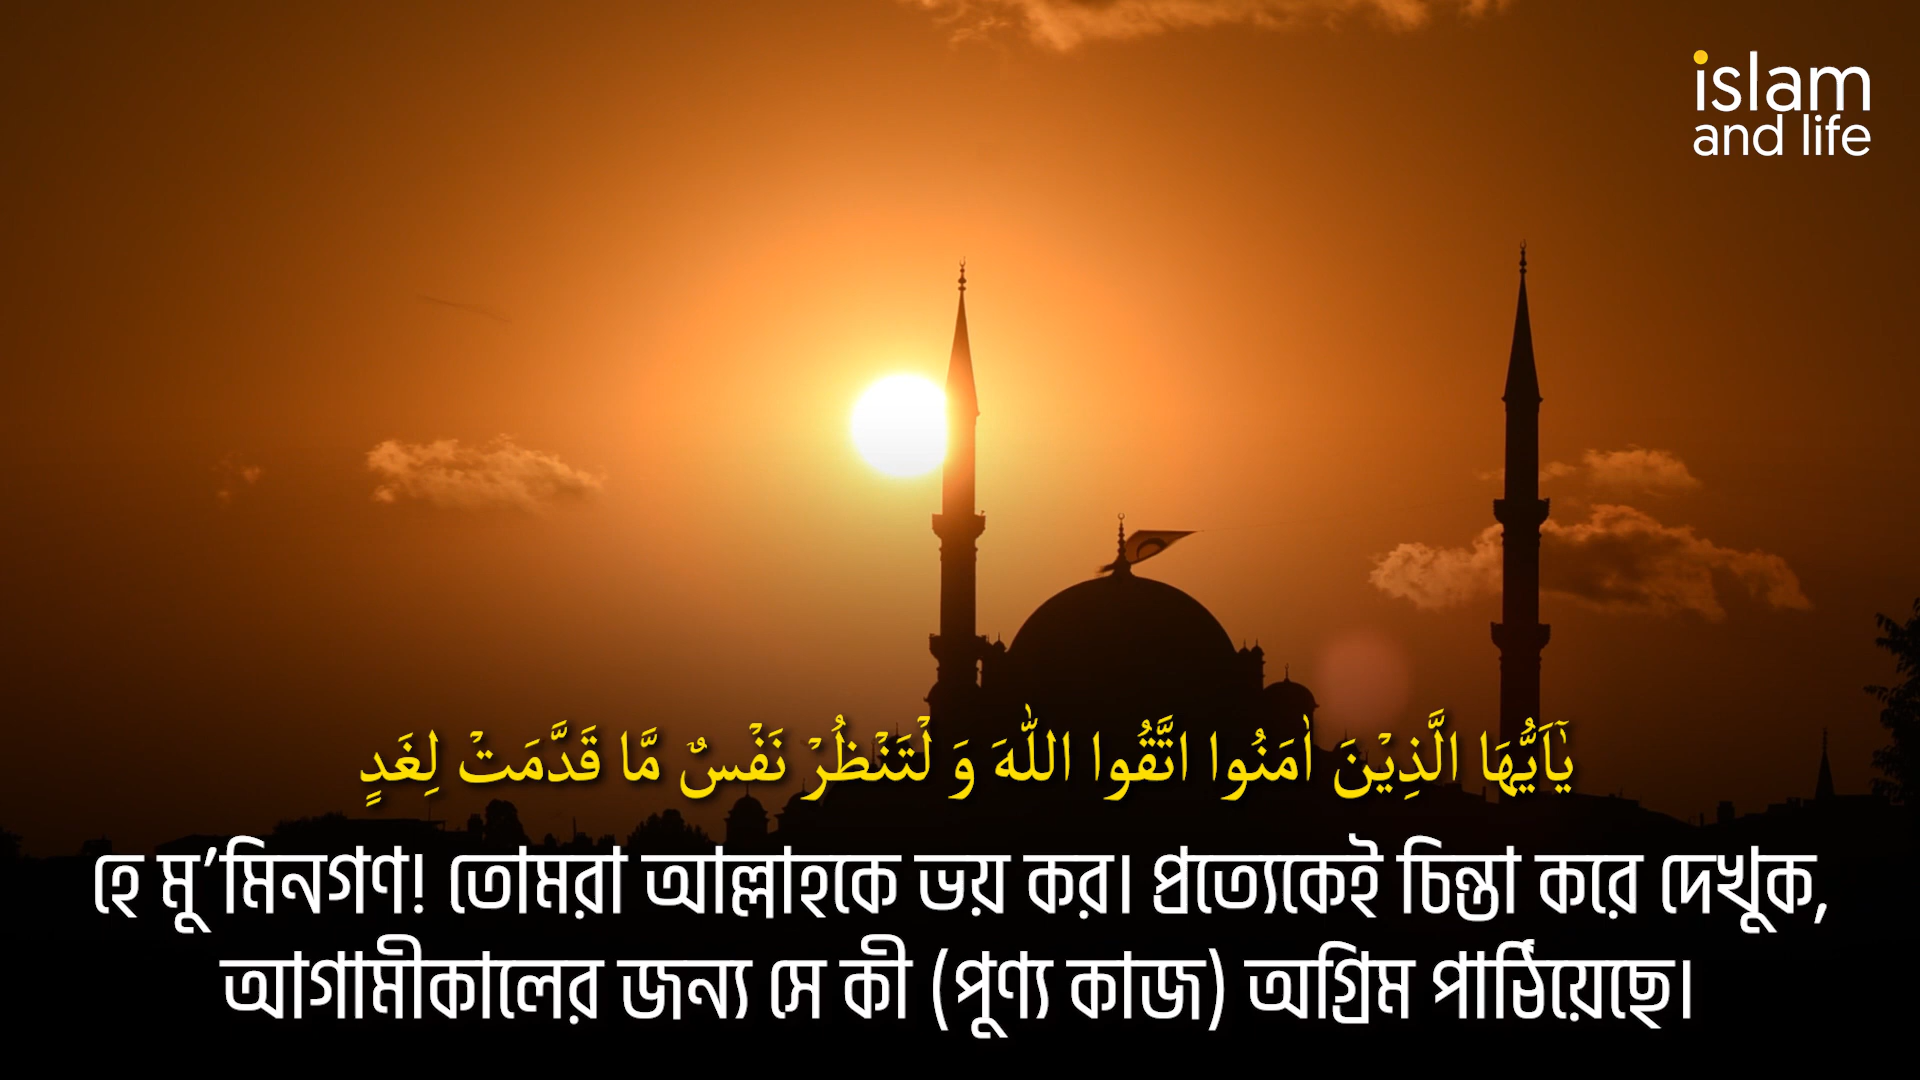 islam
and life
يٰۤاَيُّهَا الَّذِيْنَ اٰمَنُوا اتَّقُوا اللّٰهَ وَ لْتَنْظُرْ نَفْسٌ مَّا قَدَّمَتْ لِغَدٍ
হে মু’মিনগণ! তোমরা আল্লাহকে ভয় কর। প্রত্যেকেই চিন্তা করে দেখুক,
আগামীকালের জন্য সে কী (পুণ্য কাজ) অগ্রিম পাঠিয়েছে।